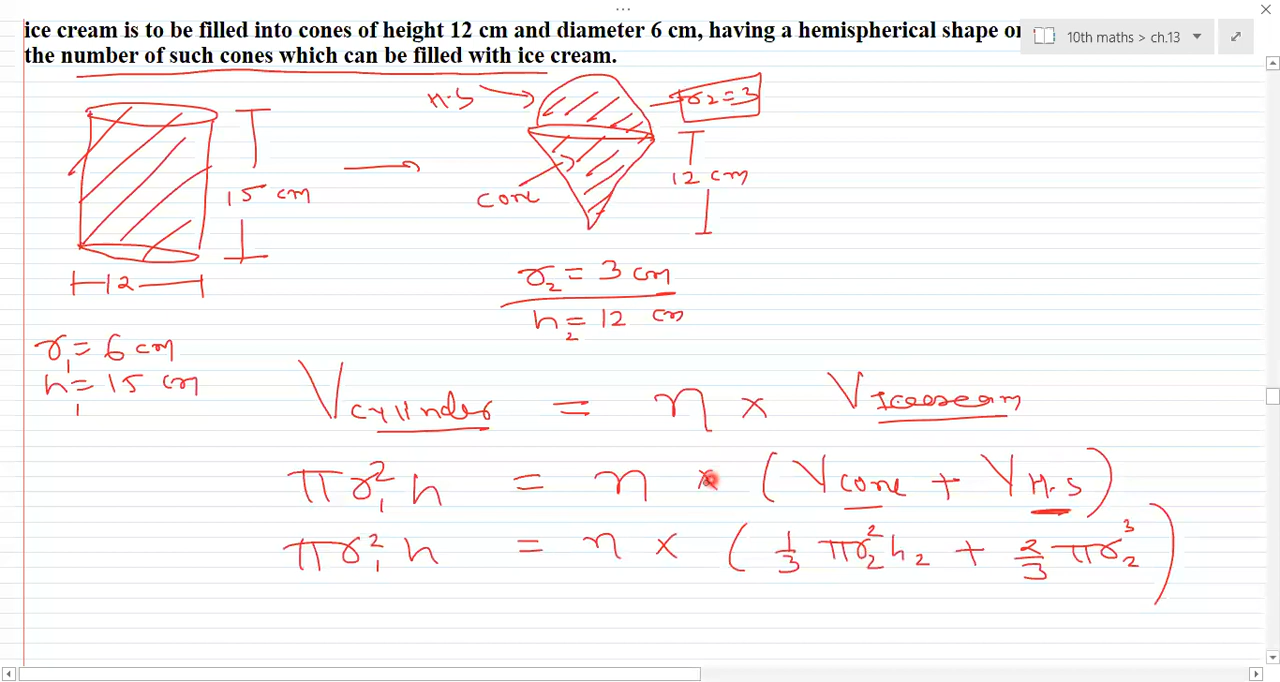 ice cream is to be filled into cones of height 12 cm and diameter 6 cm, having a hemispherical shape on
the number of such cones which can be filled with ice cream.
10th maths > ch.13
H.S
r2=3
15 cm
12 cm
cone
12
r₂ = 3 cm
h₂ = 12 cm
r₁ = 6 cm
h₁ = 15 cm
V cylinder = n × V Icecream
πr₁²h = n × (V cone + V H.S)
πr₁²h = n × (1/3 πr₂²h₂ + 2/3 πr₂³)